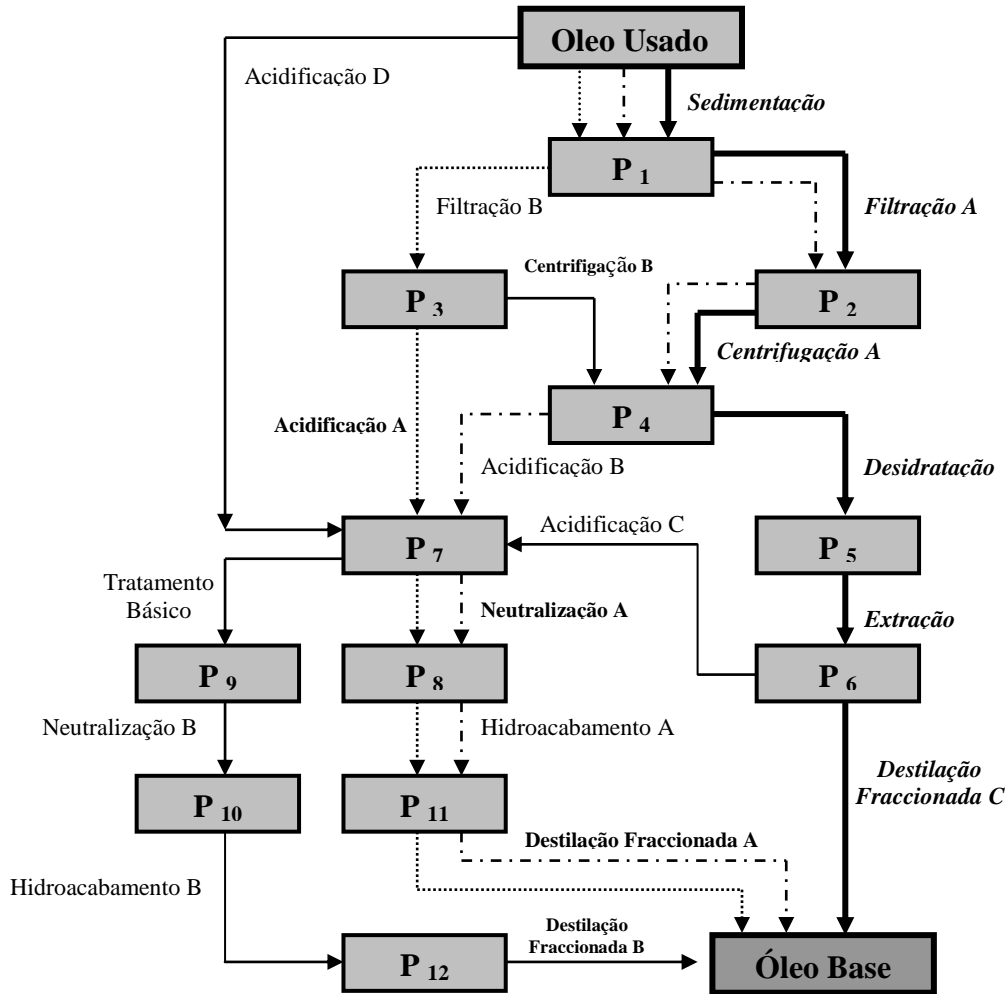 Oleo Usado
Acidificação D
Sedimentação
P 1
Filtração B
Filtração A
Centrifigação B
P 3
P 2
Centrifugação A
P 4
Acidificação A
Acidificação B
Desidratação
Acidificação C
P 7
P 5
Tratamento
Básico
Neutralização A
Extração
P 9
P 8
P 6
Neutralização B
Hidroacabamento A
Destilação
Fraccionada C
P 10
P 11
Destilação Fraccionada A
Hidroacabamento B
Destilação
Fraccionada B
P 12
Óleo Base